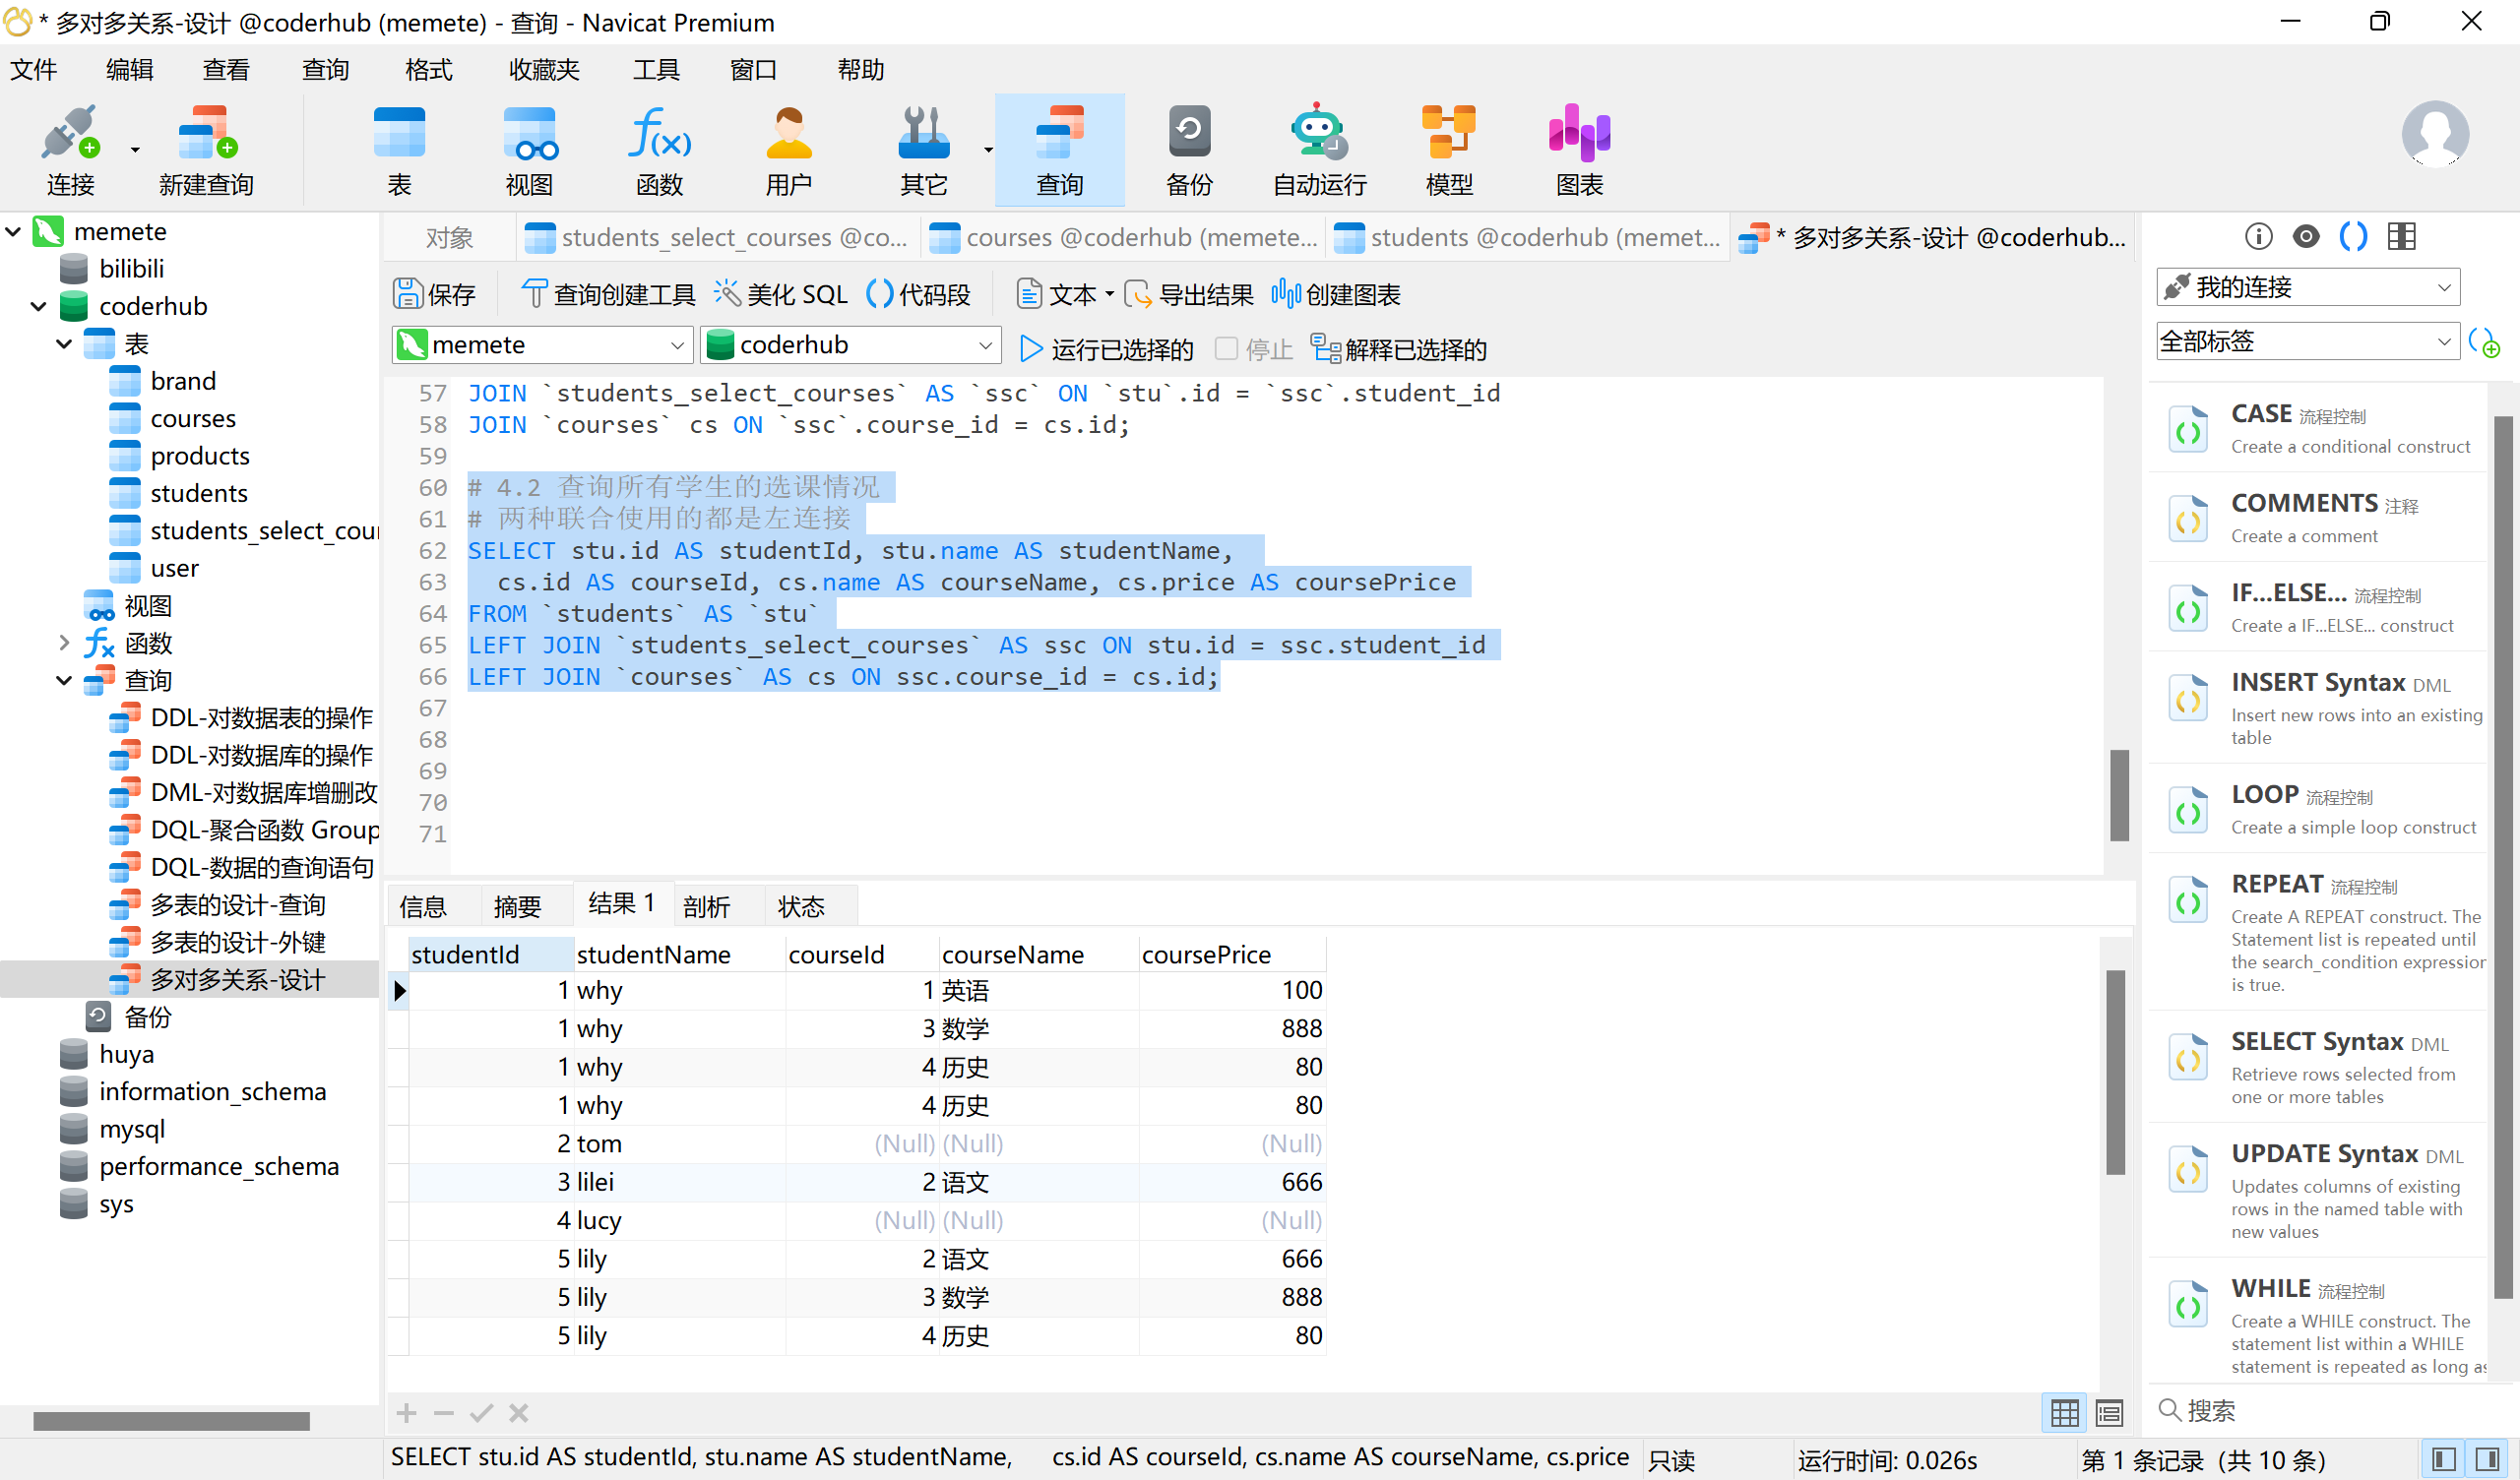 * 多对多关系-设计 @coderhub (memete) - 查询 - Navicat Premium
文件 编辑 查看 查询 格式 收藏夹 工具 窗口 帮助
连接 新建查询 表 视图 函数 用户 其它 查询 备份 自动运行 模型 图表
memete
bilibili
coderhub
表
brand
courses
products
students
students_select_cou
user
视图
函数
查询
DDL-对数据表的操作
DDL-对数据库的操作
DML-对数据库增删改
DQL-聚合函数 Group
DQL-数据的查询语句
多表的设计-查询
多表的设计-外键
多对多关系-设计
备份
huya
information_schema
mysql
performance_schema
sys
对象 students_select_courses @co... courses @coderhub (memete... students @coderhub (memet... * 多对多关系-设计 @coderhub...
保存 查询创建工具 美化 SQL 代码段 文本 导出结果 创建图表
memete coderhub 运行已选择的 停止 解释已选择的
57 JOIN `students_select_courses` AS `ssc` ON `stu`.id = `ssc`.student_id
58 JOIN `courses` cs ON `ssc`.course_id = cs.id;
59
60 # 4.2 查询所有学生的选课情况
61 # 两种联合使用的都是左连接
62 SELECT stu.id AS studentId, stu.name AS studentName,
63 cs.id AS courseId, cs.name AS courseName, cs.price AS coursePrice
64 FROM `students` AS `stu`
65 LEFT JOIN `students_select_courses` AS ssc ON stu.id = ssc.student_id
66 LEFT JOIN `courses` AS cs ON ssc.course_id = cs.id;
67
68
69
70
71
信息 摘要 结果 1 剖析 状态
studentId studentName courseId courseName coursePrice
1 why 1 英语 100
1 why 3 数学 888
1 why 4 历史 80
1 why 4 历史 80
2 tom (Null) (Null) (Null)
3 lilei 2 语文 666
4 lucy (Null) (Null) (Null)
5 lily 2 语文 666
5 lily 3 数学 888
5 lily 4 历史 80
我的连接
全部标签
CASE 流程控制
Create a conditional construct
COMMENTS 注释
Create a comment
IF...ELSE... 流程控制
Create a IF...ELSE... construct
INSERT Syntax DML
Insert new rows into an existing
table
LOOP 流程控制
Create a simple loop construct
REPEAT 流程控制
Create A REPEAT construct. The
Statement list is repeated until
the search_condition expression
is true.
SELECT Syntax DML
Retrieve rows selected from
one or more tables
UPDATE Syntax DML
Updates columns of existing
rows in the named table with
new values
WHILE 流程控制
Create a WHILE construct. The
statement list within a WHILE
statement is repeated as long as
搜索
SELECT stu.id AS studentId, stu.name AS studentName, cs.id AS courseId, cs.name AS courseName, cs.price 只读 运行时间: 0.026s 第 1 条记录 (共 10 条)